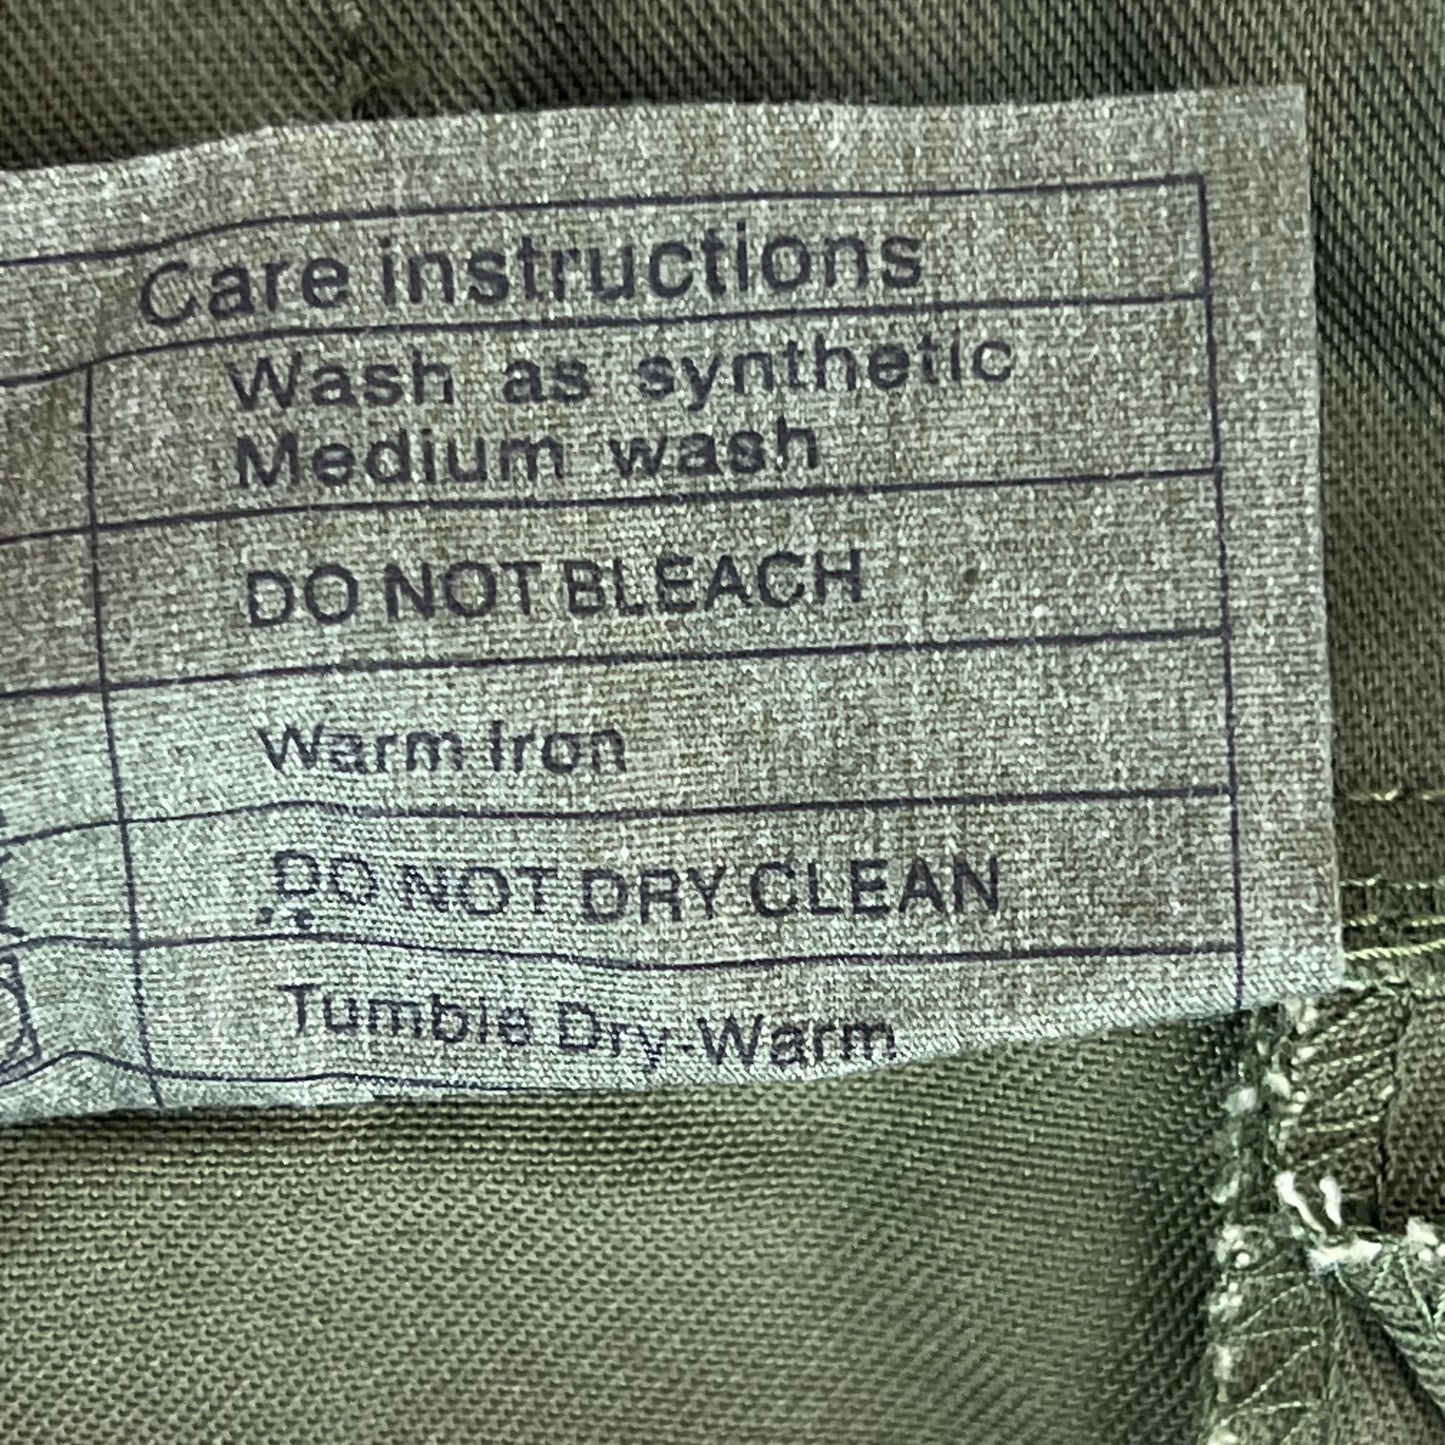 Care instructions
Wash as synthetic
Medium wash
DO NOT BLEACH
Warm Iron
DO NOT DRY CLEAN
Tumble Dry-Warm